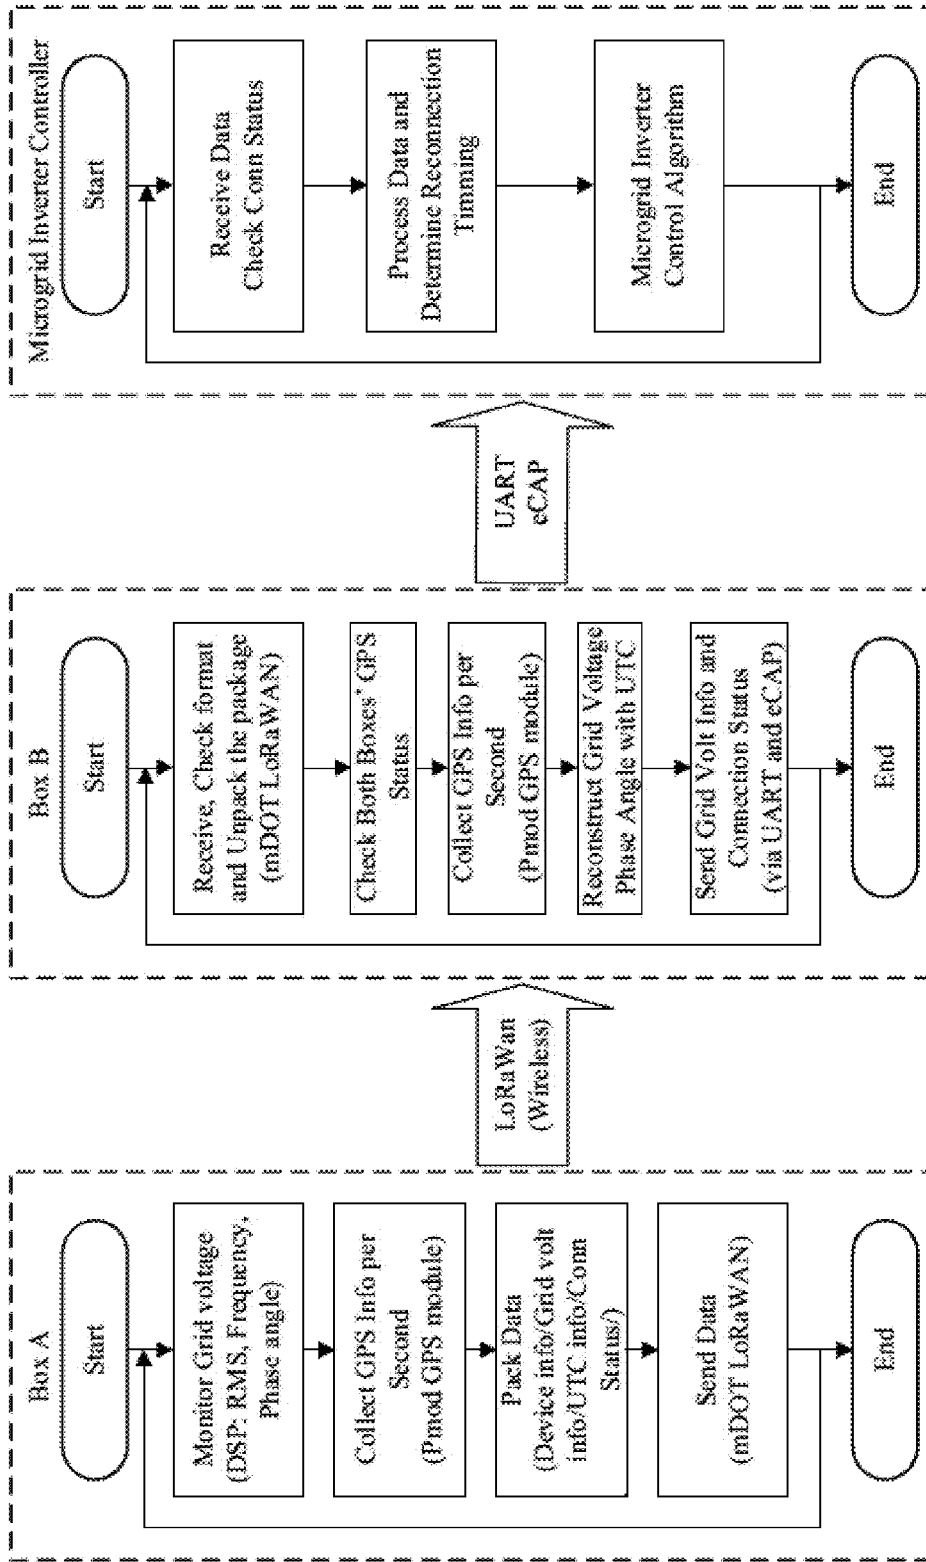 Box A
Start
Monitor Grid voltage
(DSP: RMS, Frequency,
Phase angle)
Collect GPS Info per
Second
(Pmod GPS module)
Pack Data
(Device info/Grid volt
info/UTC info/Conn
Status/)
Send Data
(mDOT LoRaWAN)
End
LoRaWan
(Wireless)
Box B
Start
Receive, Check format
and Unpack the package
(mDOT LoRaWAN)
Check Both Boxes' GPS
Status
Collect GPS Info per
Second
(Pmod GPS module)
Reconstruct Grid Voltage
Phase Angle with UTC
Send Grid Volt Info and
Connection Status
(via UART and eCAP)
End
UART
eCAP
Microgrid Inverter Controller
Start
Receive Data
Check Conn Status
Process Data and
Determine Reconnection
Timming
Microgrid Inverter
Control Algorithm
End